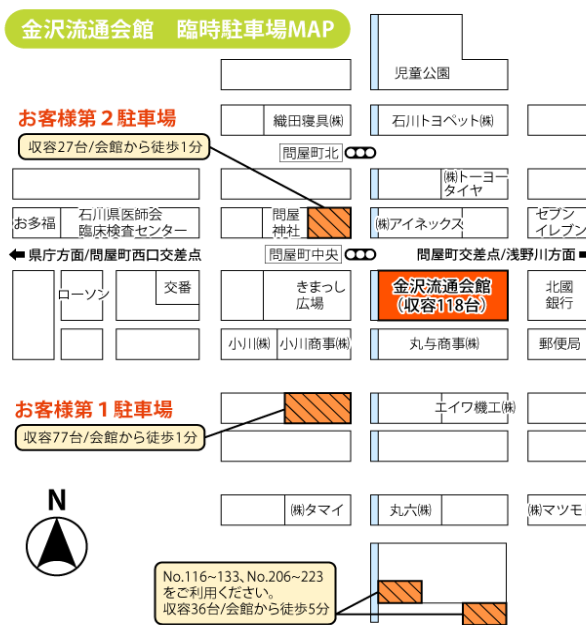 金沢流通会館　臨時駐車場MAP
児童公園
お客様第2駐車場
収容27台/会館から徒歩1分
織田寝具㈱
石川トヨペット㈱
問屋町北
㈱トーヨー
タイヤ
お多福
石川県医師会
臨床検査センター
問屋
神社
㈱アイネックス
セブン
イレブン
県庁方面/問屋町西口交差点
問屋町中央
問屋町交差点/浅野川方面
ローソン
交番
きまっし
広場
金沢流通会館
(収容118台)
北國
銀行
小川㈱
小川商事㈱
丸与商事㈱
郵便局
お客様第1駐車場
収容77台/会館から徒歩1分
エイワ機工㈱
N
㈱タマイ
丸六㈱
㈱マツモ
No.116~133、No.206~223
をご利用ください。
収容36台/会館から徒歩5分